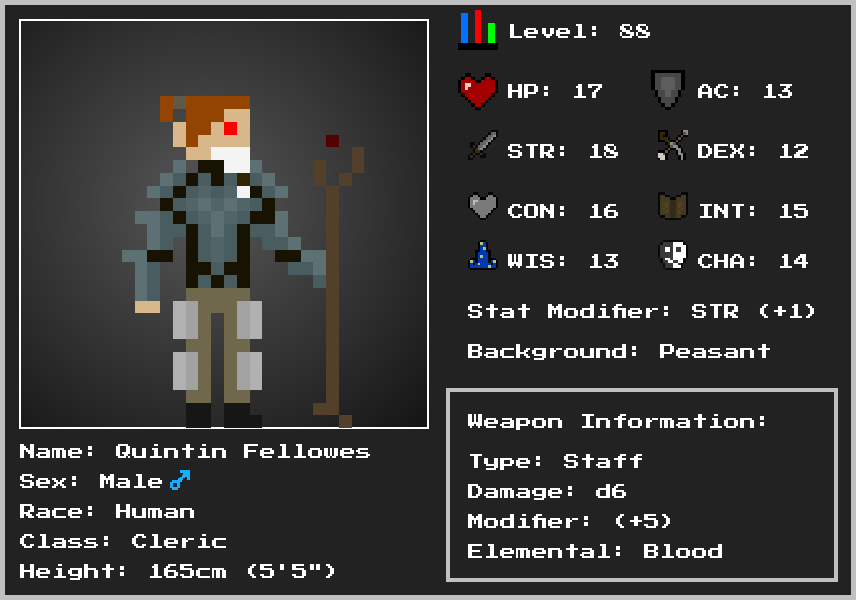 Level: 88
HP: 17 AC: 13
STR: 18 DEX: 12
CON: 16 INT: 15
WIS: 13 CHA: 14
Stat Modifier: STR (+1)
Background: Peasant
Weapon Information:
Type: Staff
Damage: d6
Modifier: (+5)
Elemental: Blood
Name: Quintin Fellowes
Sex: Male♂
Race: Human
Class: Cleric
Height: 165cm (5'5")